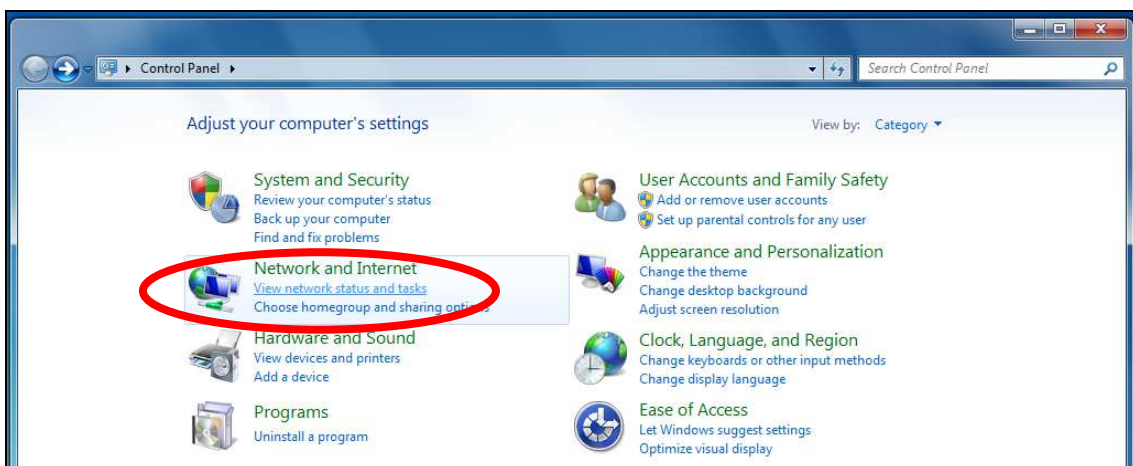 Control Panel
Search Control Panel
Adjust your computer's settings
View by: Category
System and Security
Review your computer's status
Back up your computer
Find and fix problems
Network and Internet
View network status and tasks
Choose homegroup and sharing options
Hardware and Sound
View devices and printers
Add a device
Programs
Uninstall a program
User Accounts and Family Safety
Add or remove user accounts
Set up parental controls for any user
Appearance and Personalization
Change the theme
Change desktop background
Adjust screen resolution
Clock, Language, and Region
Change keyboards or other input methods
Change display language
Ease of Access
Let Windows suggest settings
Optimize visual display